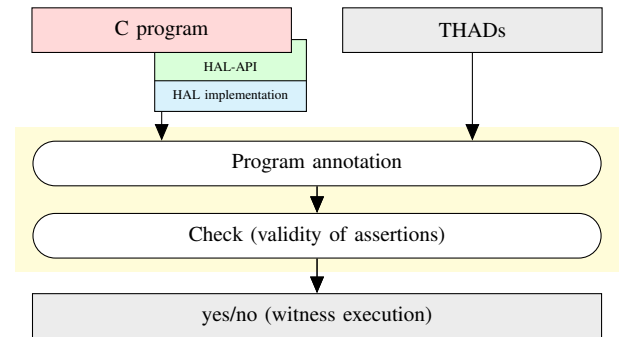 C program
THADs
HAL-API
HAL implementation
Program annotation
Check (validity of assertions)
yes/no (witness execution)